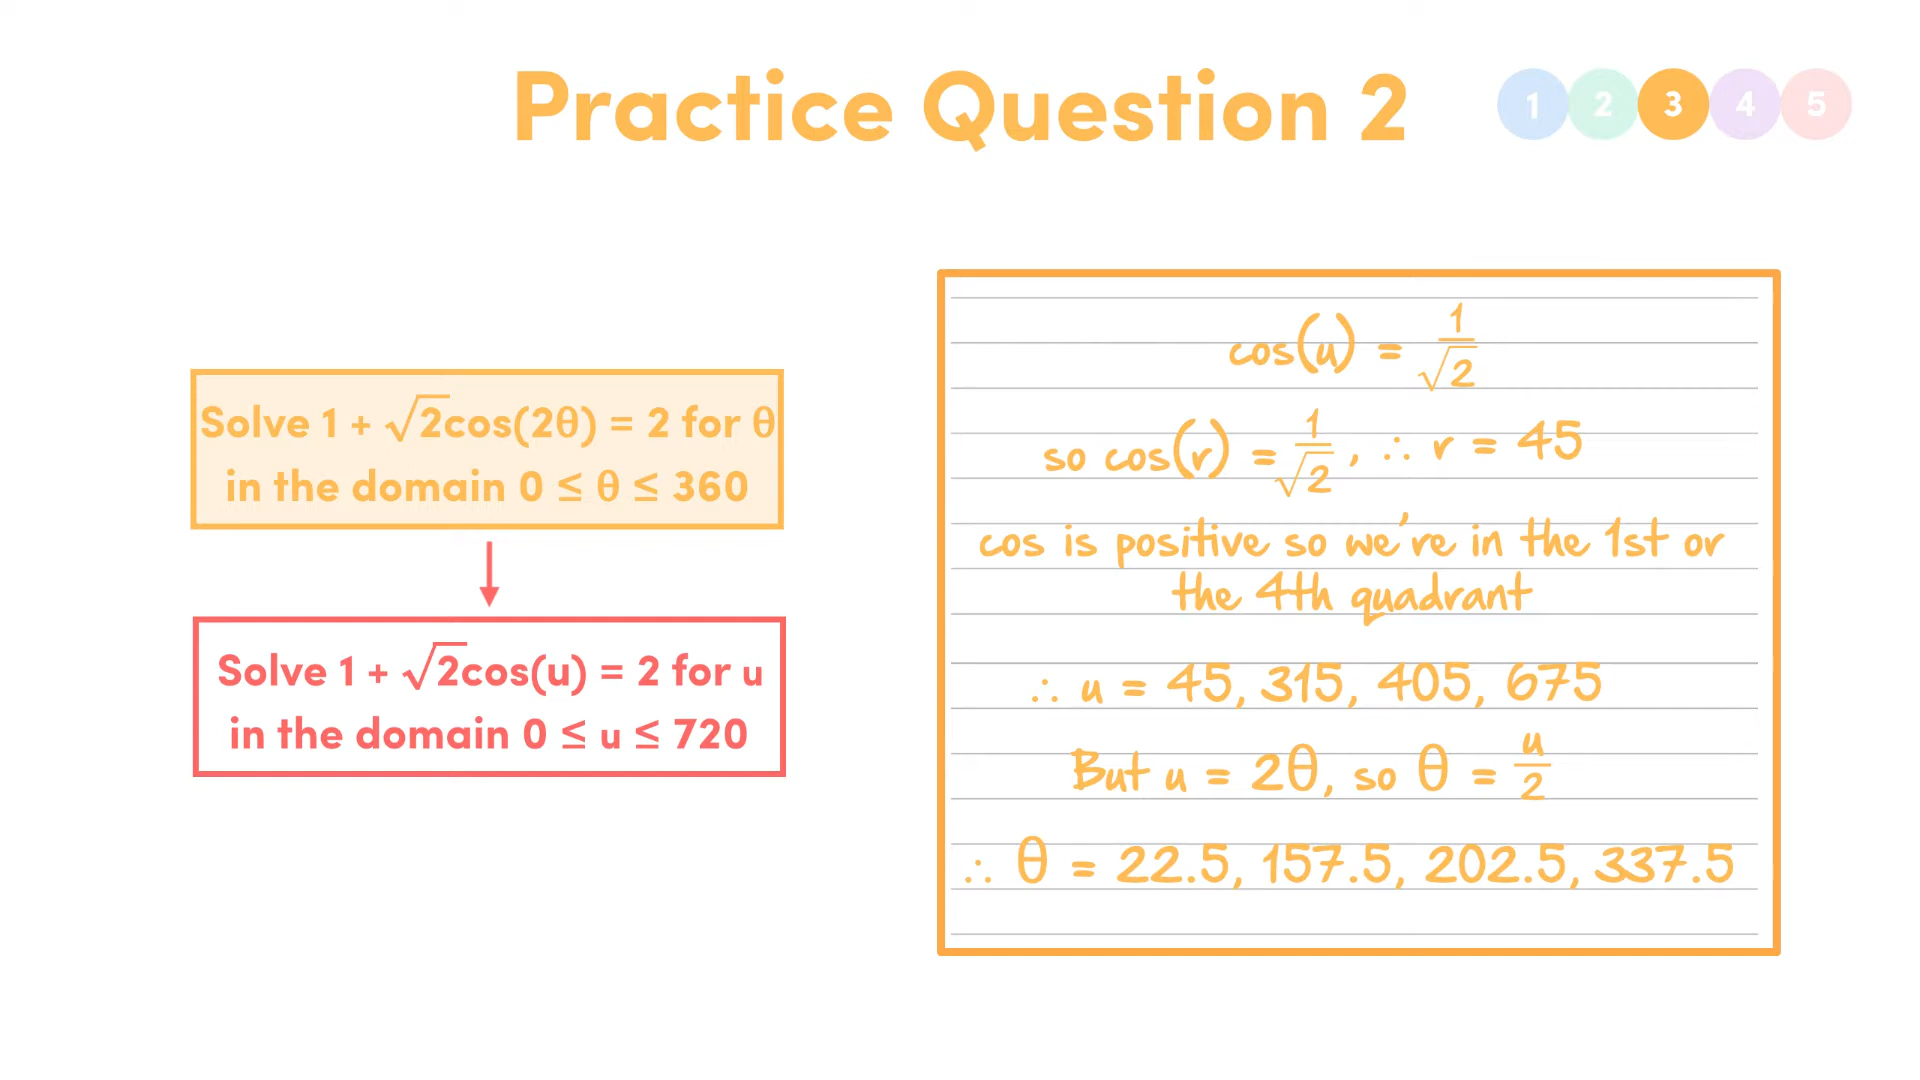 Practice Question 2
1 2 3 4 5
Solve 1 + √2cos(2θ) = 2 for θ
in the domain 0 ≤ θ ≤ 360
Solve 1 + √2cos(u) = 2 for u
in the domain 0 ≤ u ≤ 720
cos(u) = 1/√2
so cos(r) = 1/√2, ∴ r = 45
cos is positive so we're in the 1st or
the 4th quadrant
∴ u = 45, 315, 405, 675
But u = 2θ, so θ = u/2
∴ θ = 22.5, 157.5, 202.5, 337.5